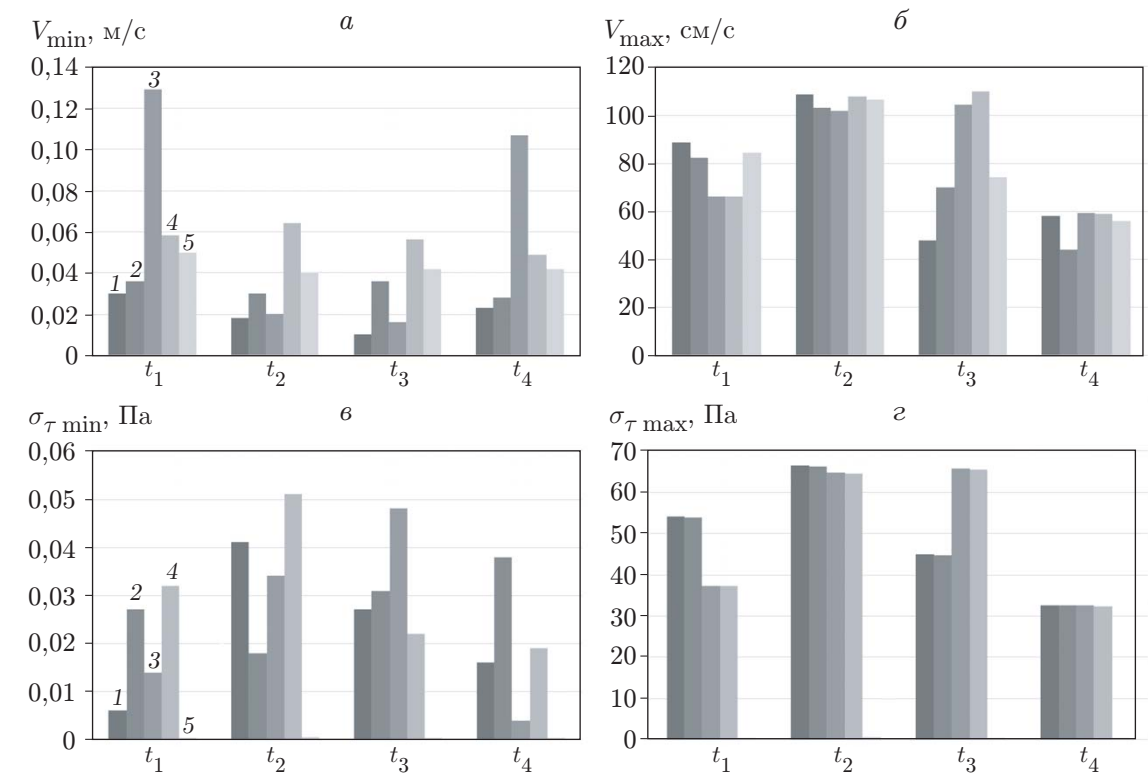 a
V_min, м/с
0,14
0,12
0,10
0,08
0,06
0,04
0,02
0
1
2
3
4
5
t_1
t_2
t_3
t_4
б
V_max, см/с
120
100
80
60
40
20
0
t_1
t_2
t_3
t_4
в
σ_τ min, Па
0,06
0,05
0,04
0,03
0,02
0,01
0
1
2
3
4
5
t_1
t_2
t_3
t_4
г
σ_τ max, Па
70
60
50
40
30
20
10
0
t_1
t_2
t_3
t_4